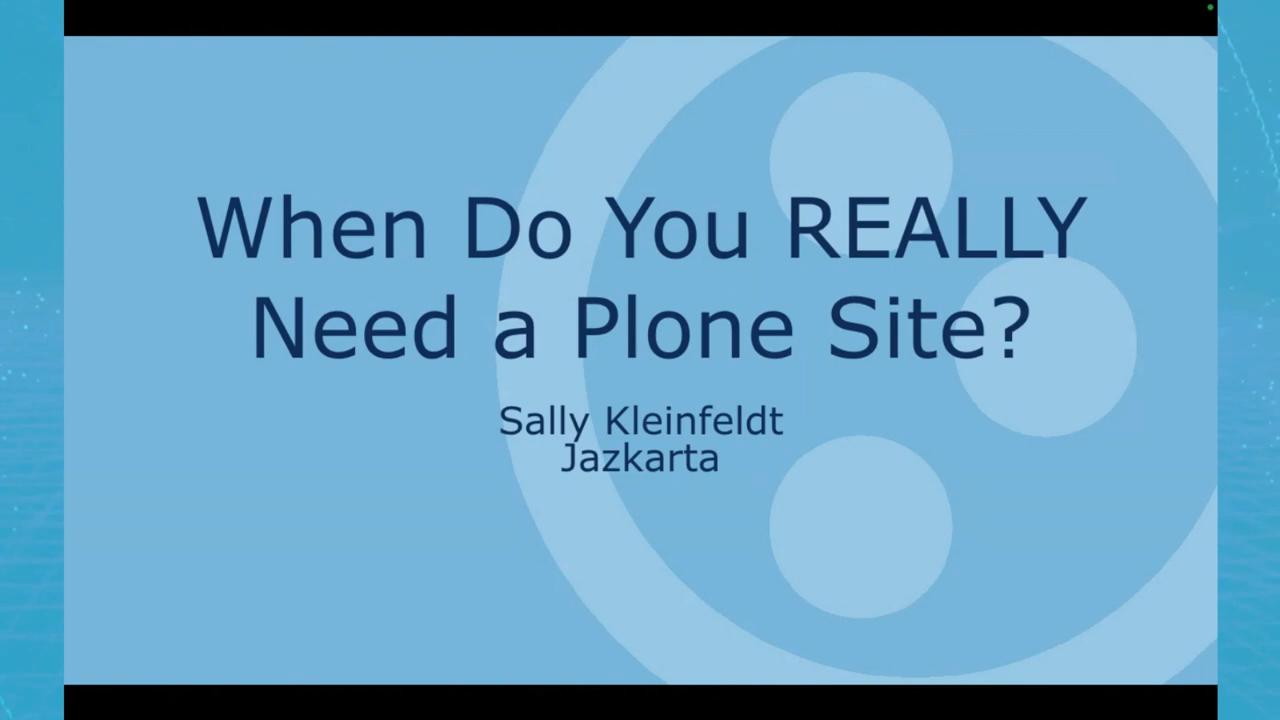 When Do You REALLY
Need a Plone Site?
Sally Kleinfeldt
Jazkarta